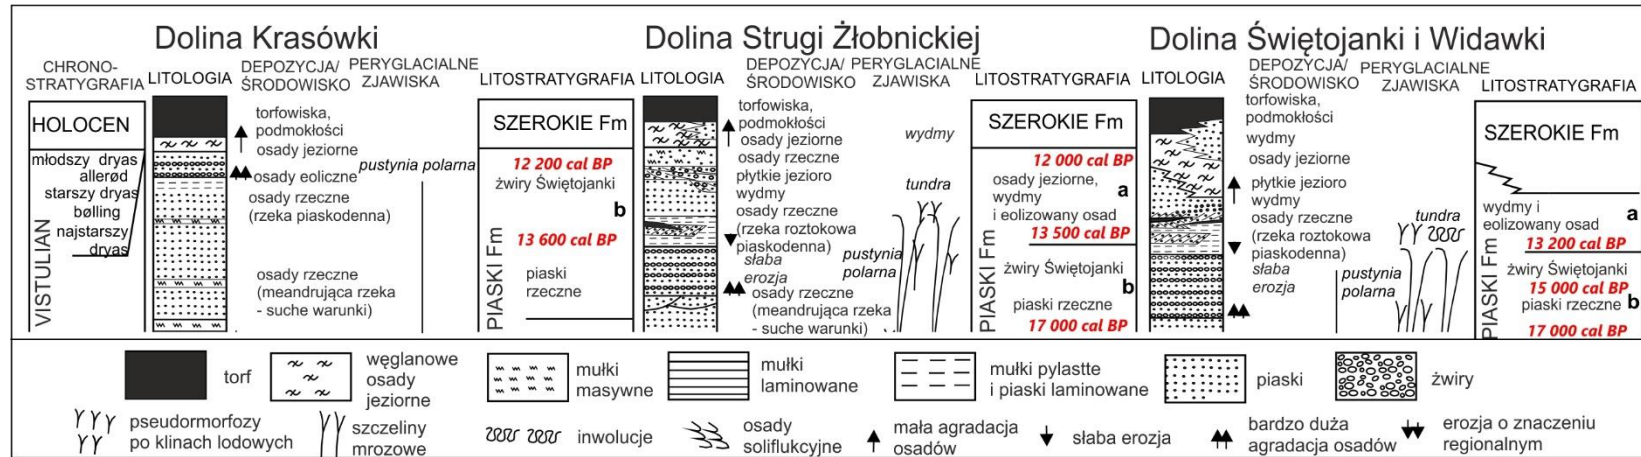 Dolina Krasówki
Dolina Strugi Żłobnickiej
Dolina Świętojanki i Widawki
CHRONO-
STRATYGRAFIA
LITOLOGIA
DEPOZYCJA/
ŚRODOWISKO
PERYGLACIALNE
ZJAWISKA
LITOSTRATYGRAFIA
LITOLOGIA
DEPOZYCJA/
ŚRODOWISKO
PERYGLACIALNE
ZJAWISKA
LITOSTRATYGRAFIA
LITOLOGIA
DEPOZYCJA/
ŚRODOWISKO
PERYGLACIALNE
ZJAWISKA
LITOSTRATYGRAFIA
HOLOCEN
młodszy dryas
allerød
starszy dryas
bølling
najstarszy
dryas
VISTULIAN
torfowiska,
podmokłości
osady jeziorne
osady eoliczne
osady rzeczne
(rzeka piaskodenna)
osady rzeczne
(meandrująca rzeka
- suche warunki)
pustynia polarna
SZEROKIE Fm
12 200 cal BP
żwiry Świętojanki
b
13 600 cal BP
piaski
rzeczne
PIASKI Fm
torfowiska,
podmokłości
osady jeziorne
osady rzeczne
płytkie jezioro
wydmy
osady rzeczne
(rzeka roztokowa
piaskodenna)
słaba
erozja
osady rzeczne
(meandrująca rzeka
- suche warunki)
wydmy
tundra
pustynia
polarna
SZEROKIE Fm
12 000 cal BP
osady jeziorne,
a
wydmy
i eolizowany osad
13 500 cal BP
żwiry Świętojanki
b
piaski rzeczne
17 000 cal BP
PIASKI Fm
torfowiska,
podmokłości
wydmy
osady jeziorne
płytkie jezioro
wydmy
osady rzeczne
(rzeka roztokowa
piaskodenna)
słaba
erozja
tundra
pustynia
polarna
SZEROKIE Fm
wydmy i
a
eolizowany osad
13 200 cal BP
żwiry Świętojanki
15 000 cal BP
piaski rzeczne
b
17 000 cal BP
PIASKI Fm
torf
węglanowe
osady
jeziorne
mułki
masywne
mułki
laminowane
mułki pylastte
i piaski laminowane
piaski
żwiry
pseudormorfozy
po klinach lodowych
szczeliny
mrozowe
inwolucje
osady
soliflukcyjne
mała agradacja
osadów
słaba erozja
bardzo duża
agradacja osadów
erozja o znaczeniu
regionalnym